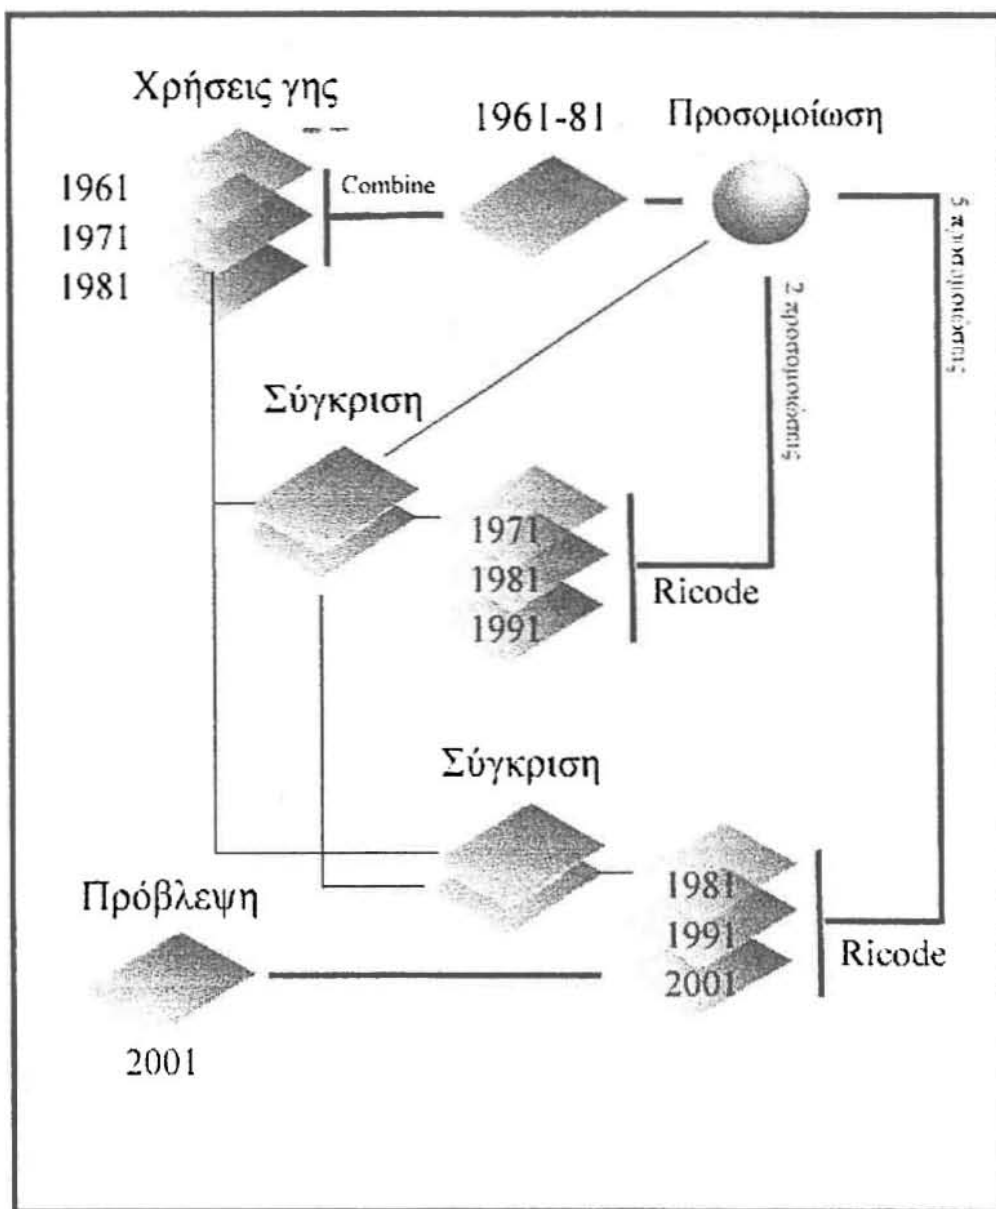 Χρήσεις γης
1961-81
Προσομοίωση
1961
1971
1981
Combine
5 προσομοιώσεις
2 προσομοιώσεις
Σύγκριση
1971
1981
1991
Ricode
Σύγκριση
Πρόβλεψη
1981
1991
2001
Ricode
2001